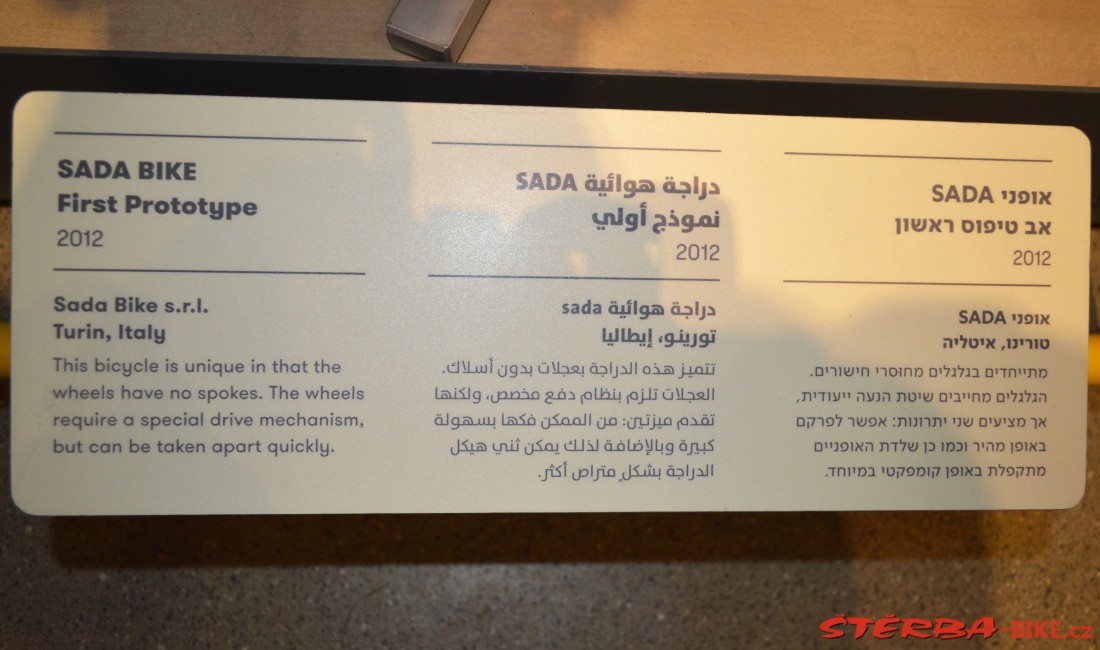 SADA BIKE
First Prototype
2012
Sada Bike s.r.l.
Turin, Italy
This bicycle is unique in that the
wheels have no spokes. The wheels
require a special drive mechanism,
but can be taken apart quickly.
دراجة هوائية SADA
نموذج أولي
2012
دراجة هوائية sada
تورينو، إيطاليا
تتميز هذه الدراجة بعجلات بدون أسلاك.
العجلات تلزم بنظام دفع مخصص، ولكنها
تقدم ميزتين: من الممكن فكها بسهولة
كبيرة وبالإضافة لذلك يمكن ثني هيكل
الدراجة بشكلٍ متراص أكثر.
אופני SADA
אב טיפוס ראשון
2012
אופני SADA
טורינו, איטליה
מתייחדים בגלגלים מחוסרי חישורים.
הגלגלים מחייבים שיטת הנעה ייעודית,
אך מציעים שני יתרונות: אפשר לפרקם
באופן מהיר וכמו כן שלדת האופניים
מתקפלת באופן קומפקטי במיוחד.
ŠTĚRBA-BIKE.cz